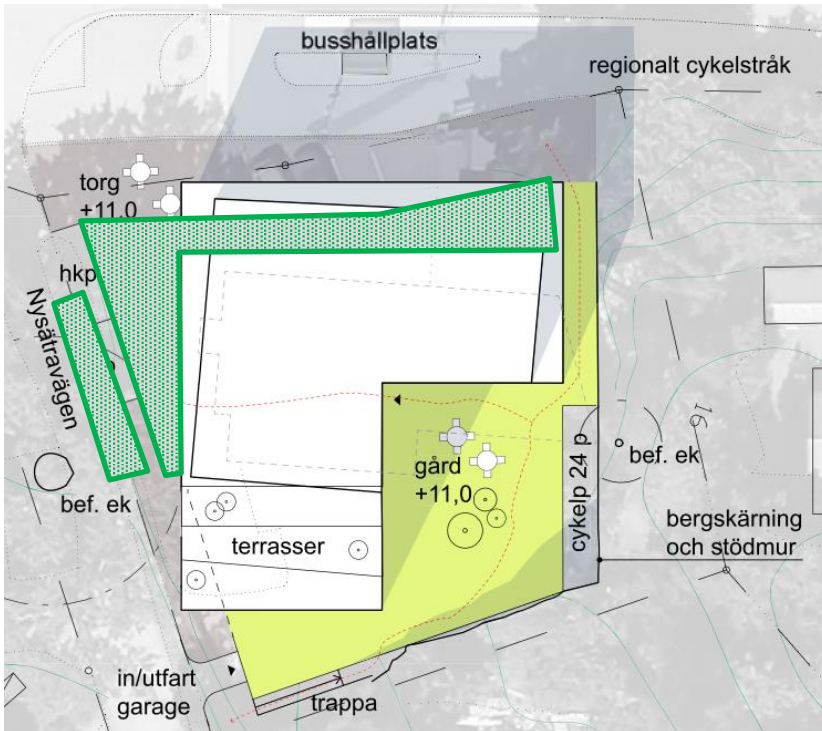 busshållplats
regionalt cykelstråk
torg
+11.0
hkp
Nysätravägen
16
gård
+11,0
cykelp 24 p
bef. ek
bef. ek
terrasser
bergskärning
och stödmur
in/utfart
garage
trappa